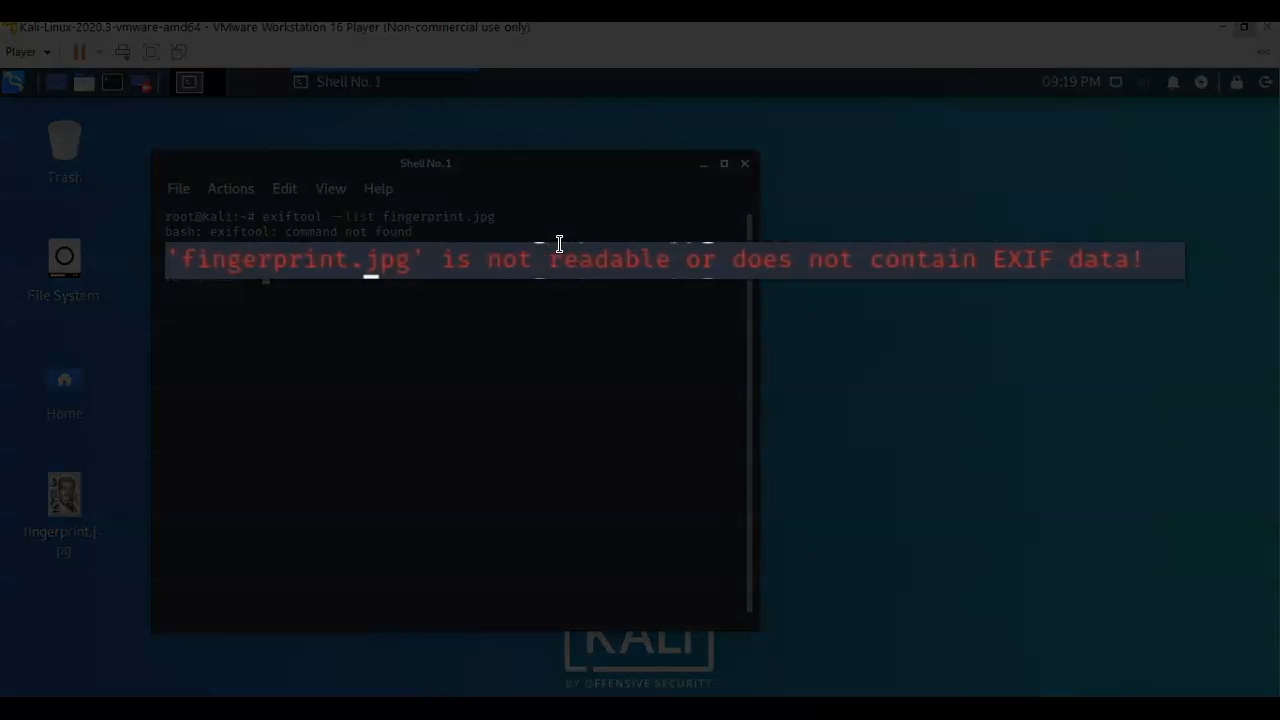 Kali-Linux-2020.3-vmware-amd64 - VMware Workstation 16 Player (Non-commercial use only)
Player
Shell No. 1
09:19 PM
Trash
Shell No.1
File Actions Edit View Help
root@kali:~# exiftool --list fingerprint.jpg
bash: exiftool: command not found
'fingerprint.jpg' is not readable or does not contain EXIF data!
File System
Home
fingerprint.j-
pg
KALI
BY OFFENSIVE SECURITY